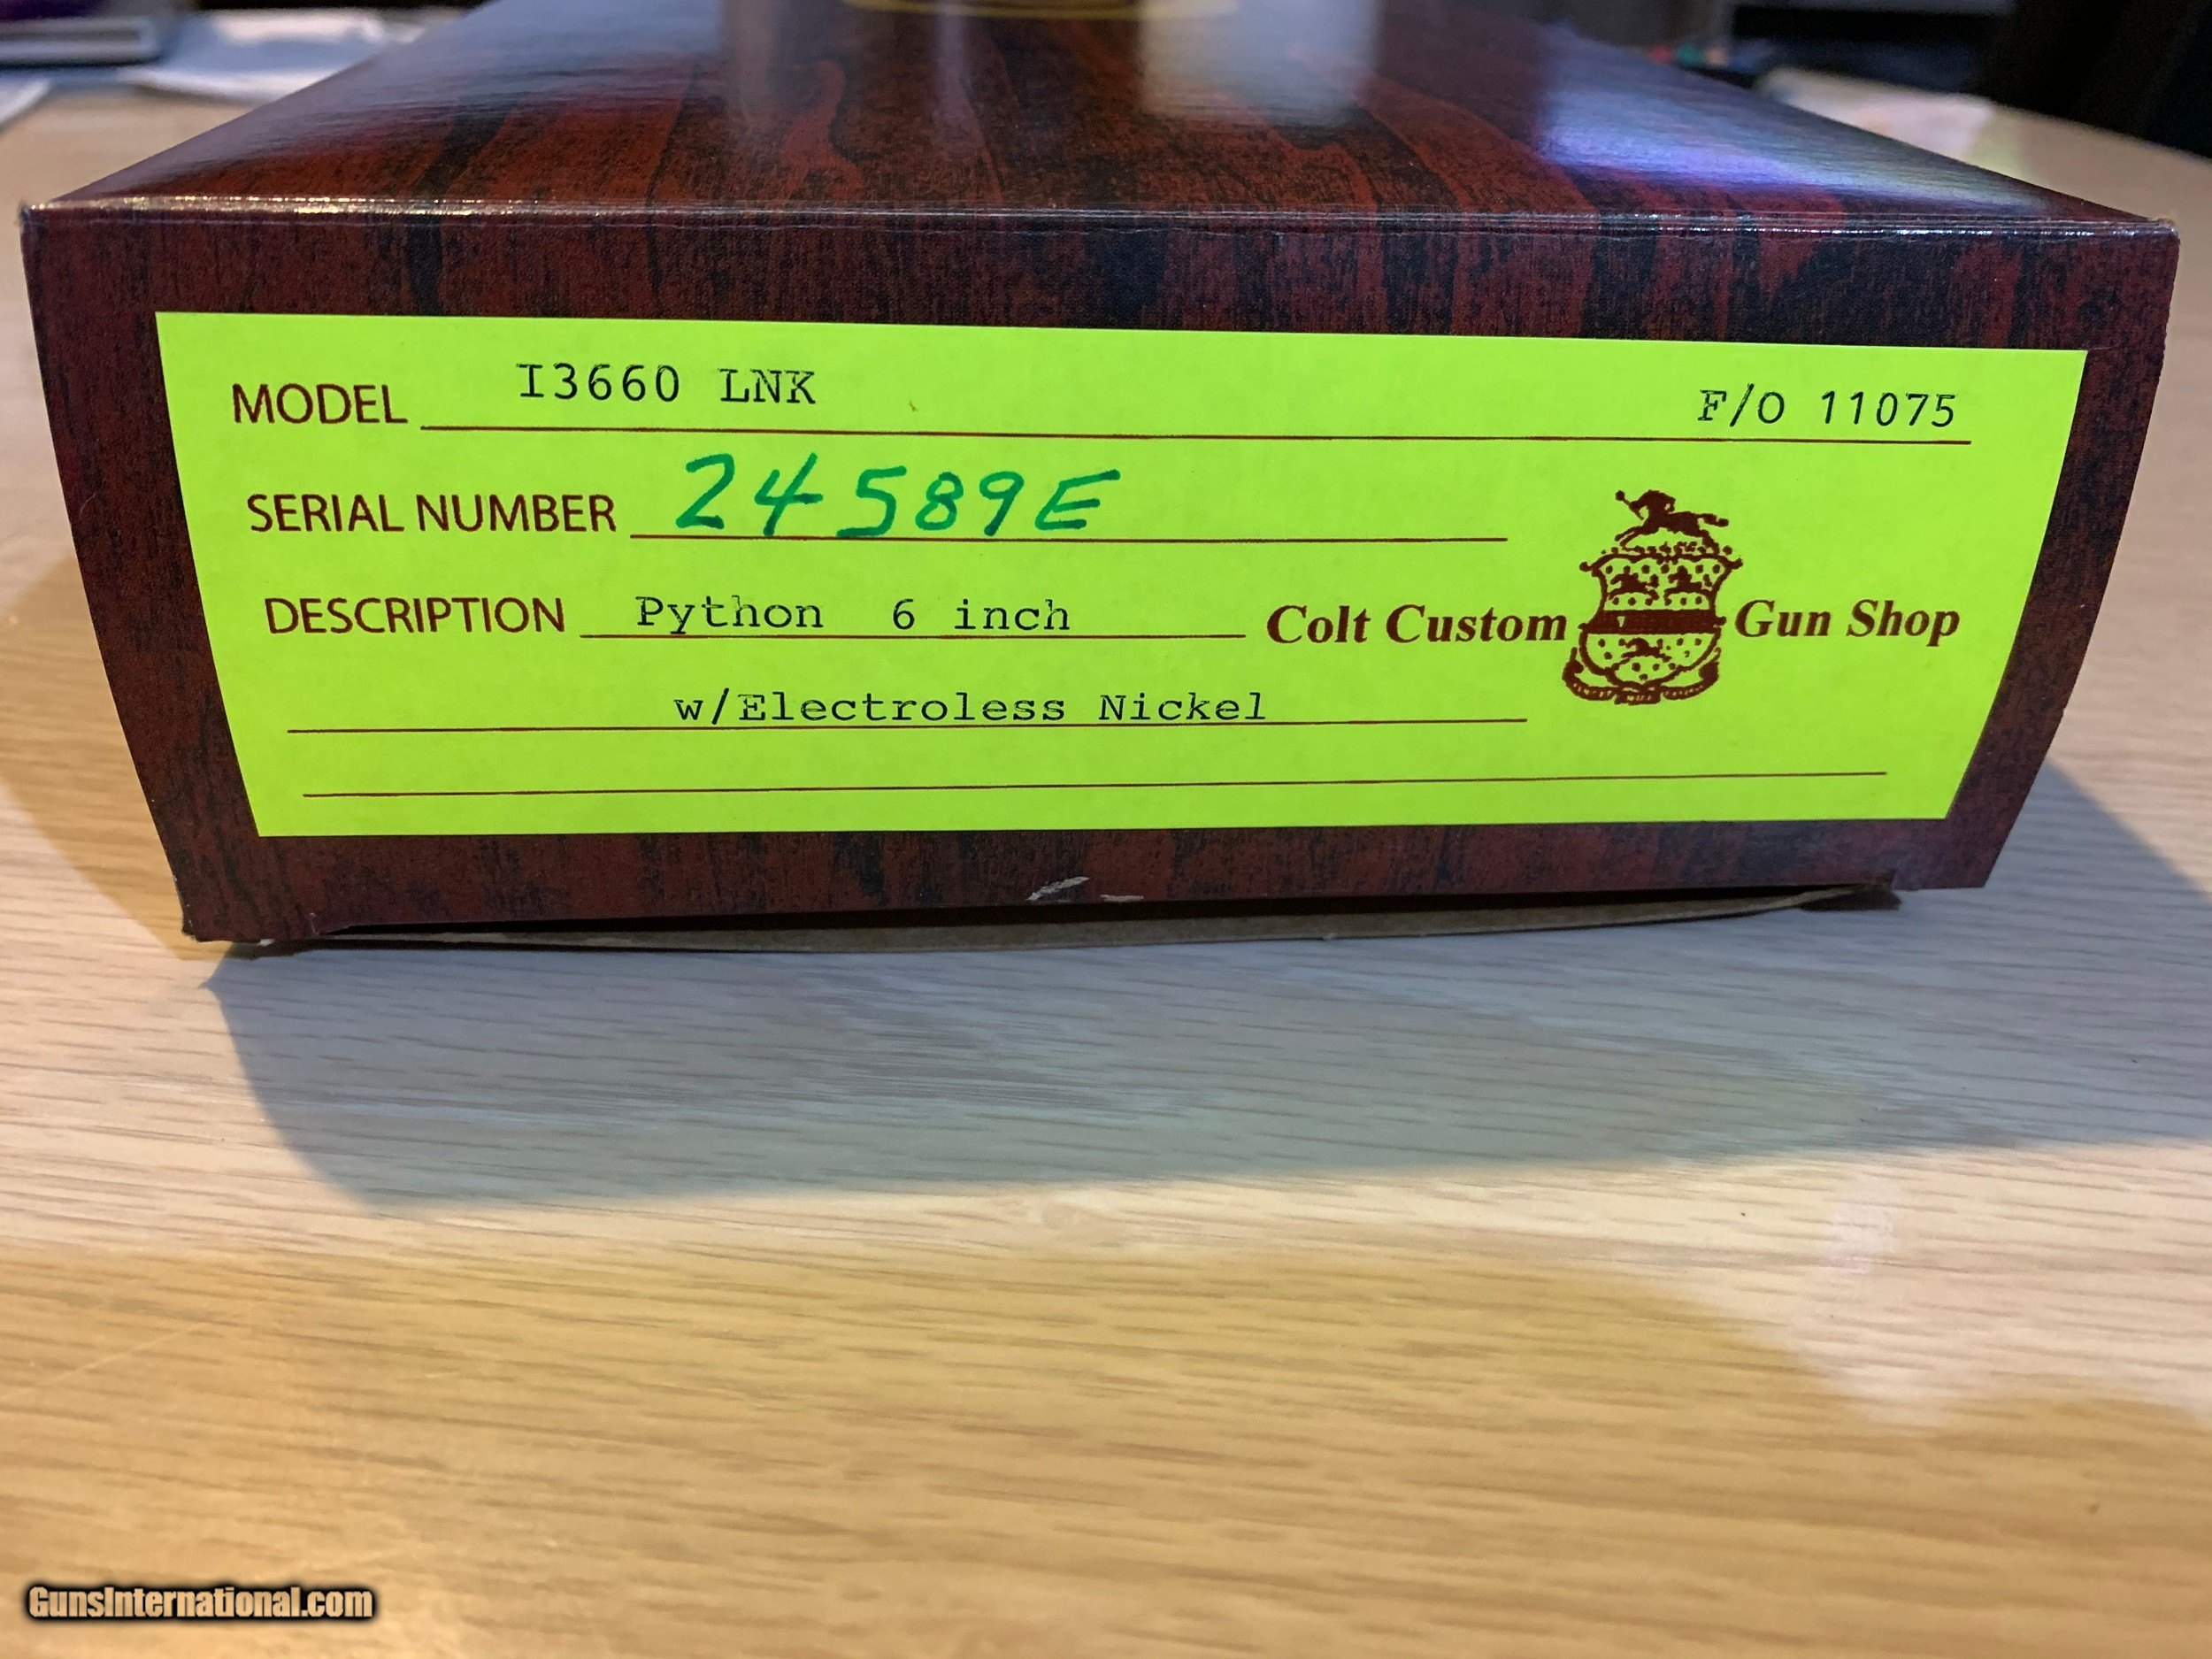 MODEL I3660 LNK F/O 11075
SERIAL NUMBER 24589E
DESCRIPTION Python 6 inch Colt Custom Gun Shop
w/Electroless Nickel
GunsInternational.com